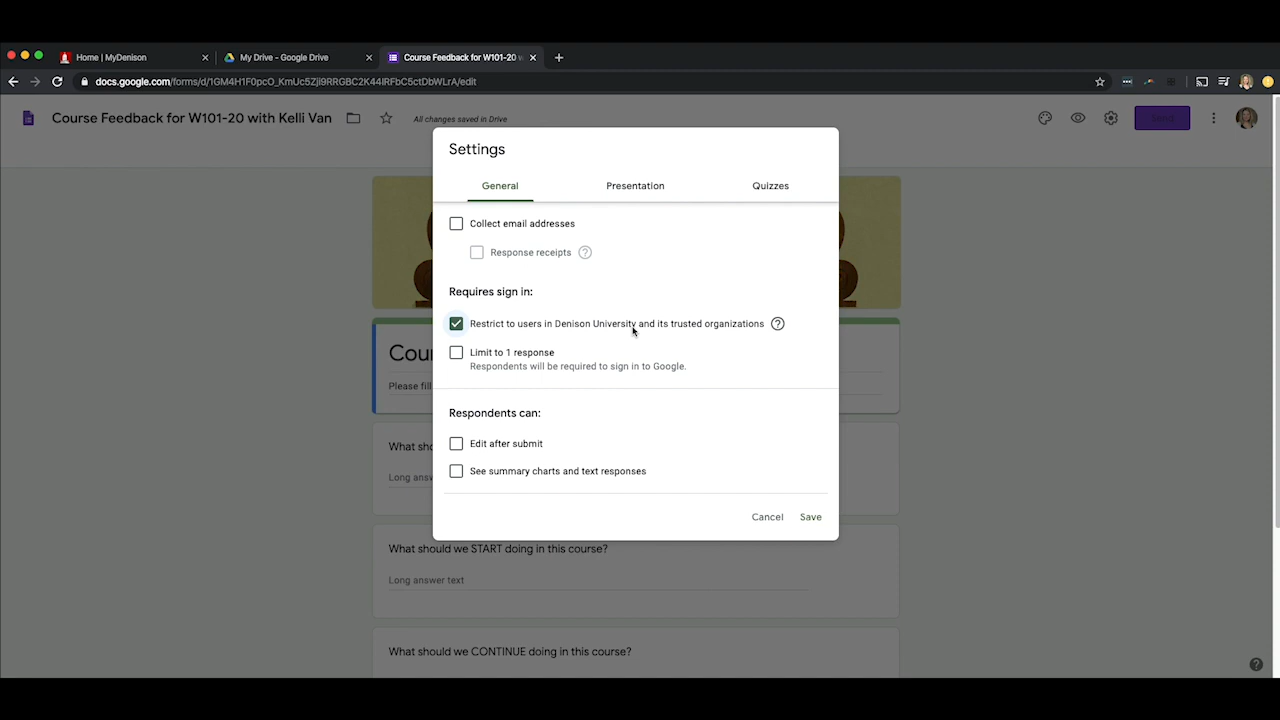 Home | MyDenison
My Drive - Google Drive
Course Feedback for W101-20 w
docs.google.com/forms/d/1GM4H1F0pcO_KmUc5Zji9RRGBC2K44IRFbC5ctDbWLrA/edit
Course Feedback for W101-20 with Kelli Van
All changes saved in Drive
Send
Settings
General
Presentation
Quizzes
Collect email addresses
Response receipts
Requires sign in:
Restrict to users in Denison University and its trusted organizations
Limit to 1 response
Respondents will be required to sign in to Google.
Cou
Please fill
Respondents can:
What sho
Edit after submit
Long answ
See summary charts and text responses
Cancel
Save
What should we START doing in this course?
Long answer text
What should we CONTINUE doing in this course?